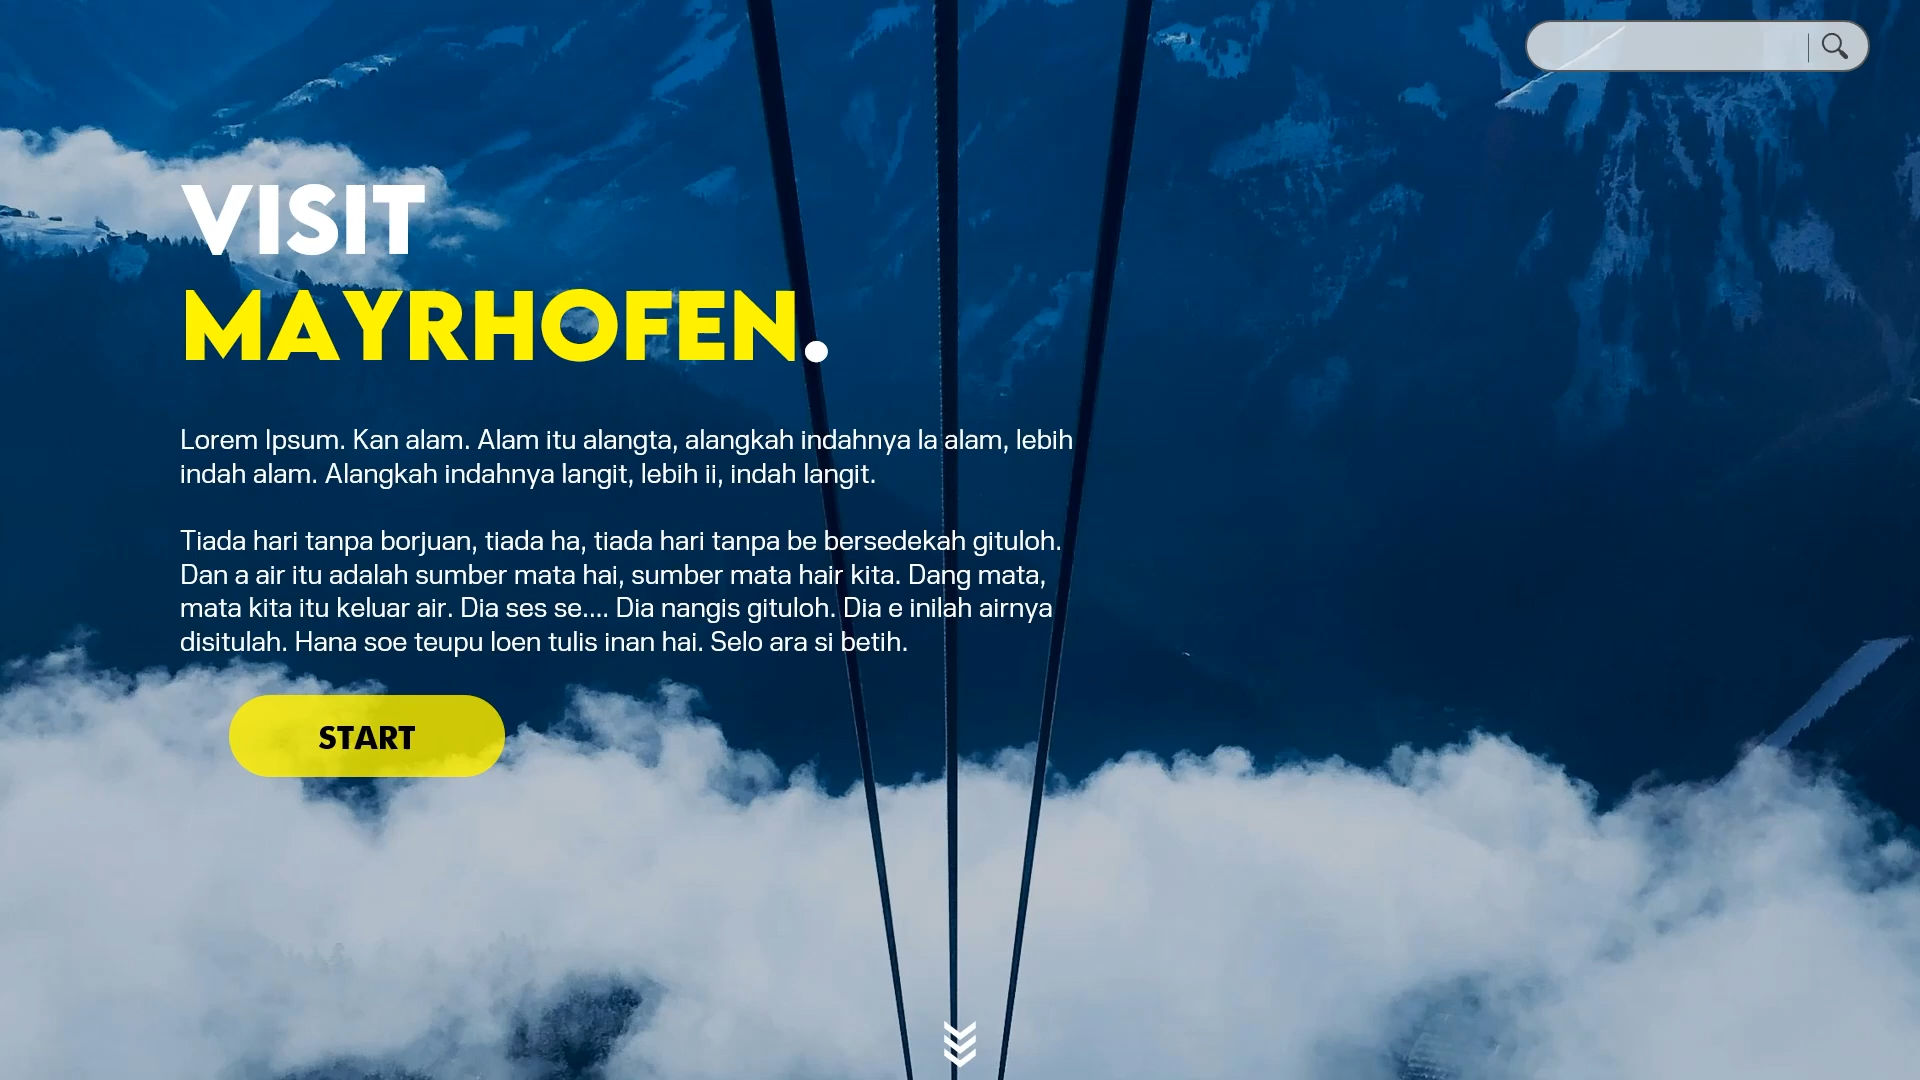 VISIT
MAYRHOFEN.
Lorem Ipsum. Kan alam. Alam itu alangta, alangkah indahnya la alam, lebih
indah alam. Alangkah indahnya langit, lebih ii, indah langit.
Tiada hari tanpa borjuan, tiada ha, tiada hari tanpa be bersedekah gituloh.
Dan a air itu adalah sumber mata hai, sumber mata hair kita. Dang mata,
mata kita itu keluar air. Dia ses se.... Dia nangis gituloh. Dia e inilah airnya
disitulah. Hana soe teupu loen tulis inan hai. Selo ara si betih.
START